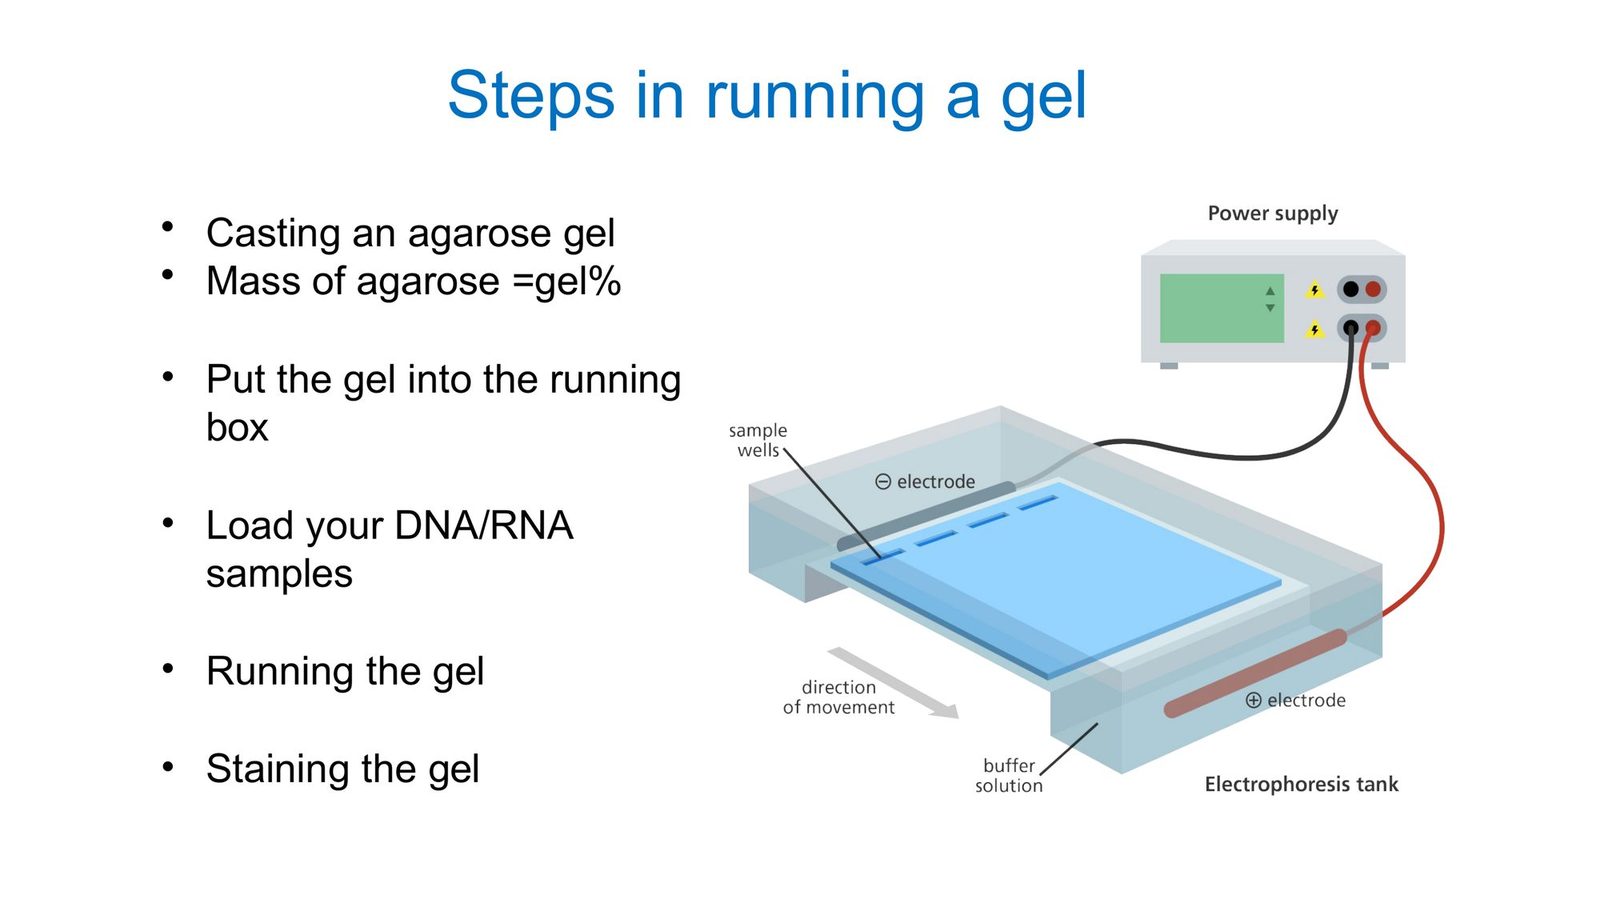 Steps in running a gel
• Casting an agarose gel
• Mass of agarose =gel%
• Put the gel into the running
box
• Load your DNA/RNA
samples
• Running the gel
• Staining the gel
Power supply
sample
wells
⊖ electrode
direction
of movement
⊕ electrode
buffer
solution
Electrophoresis tank